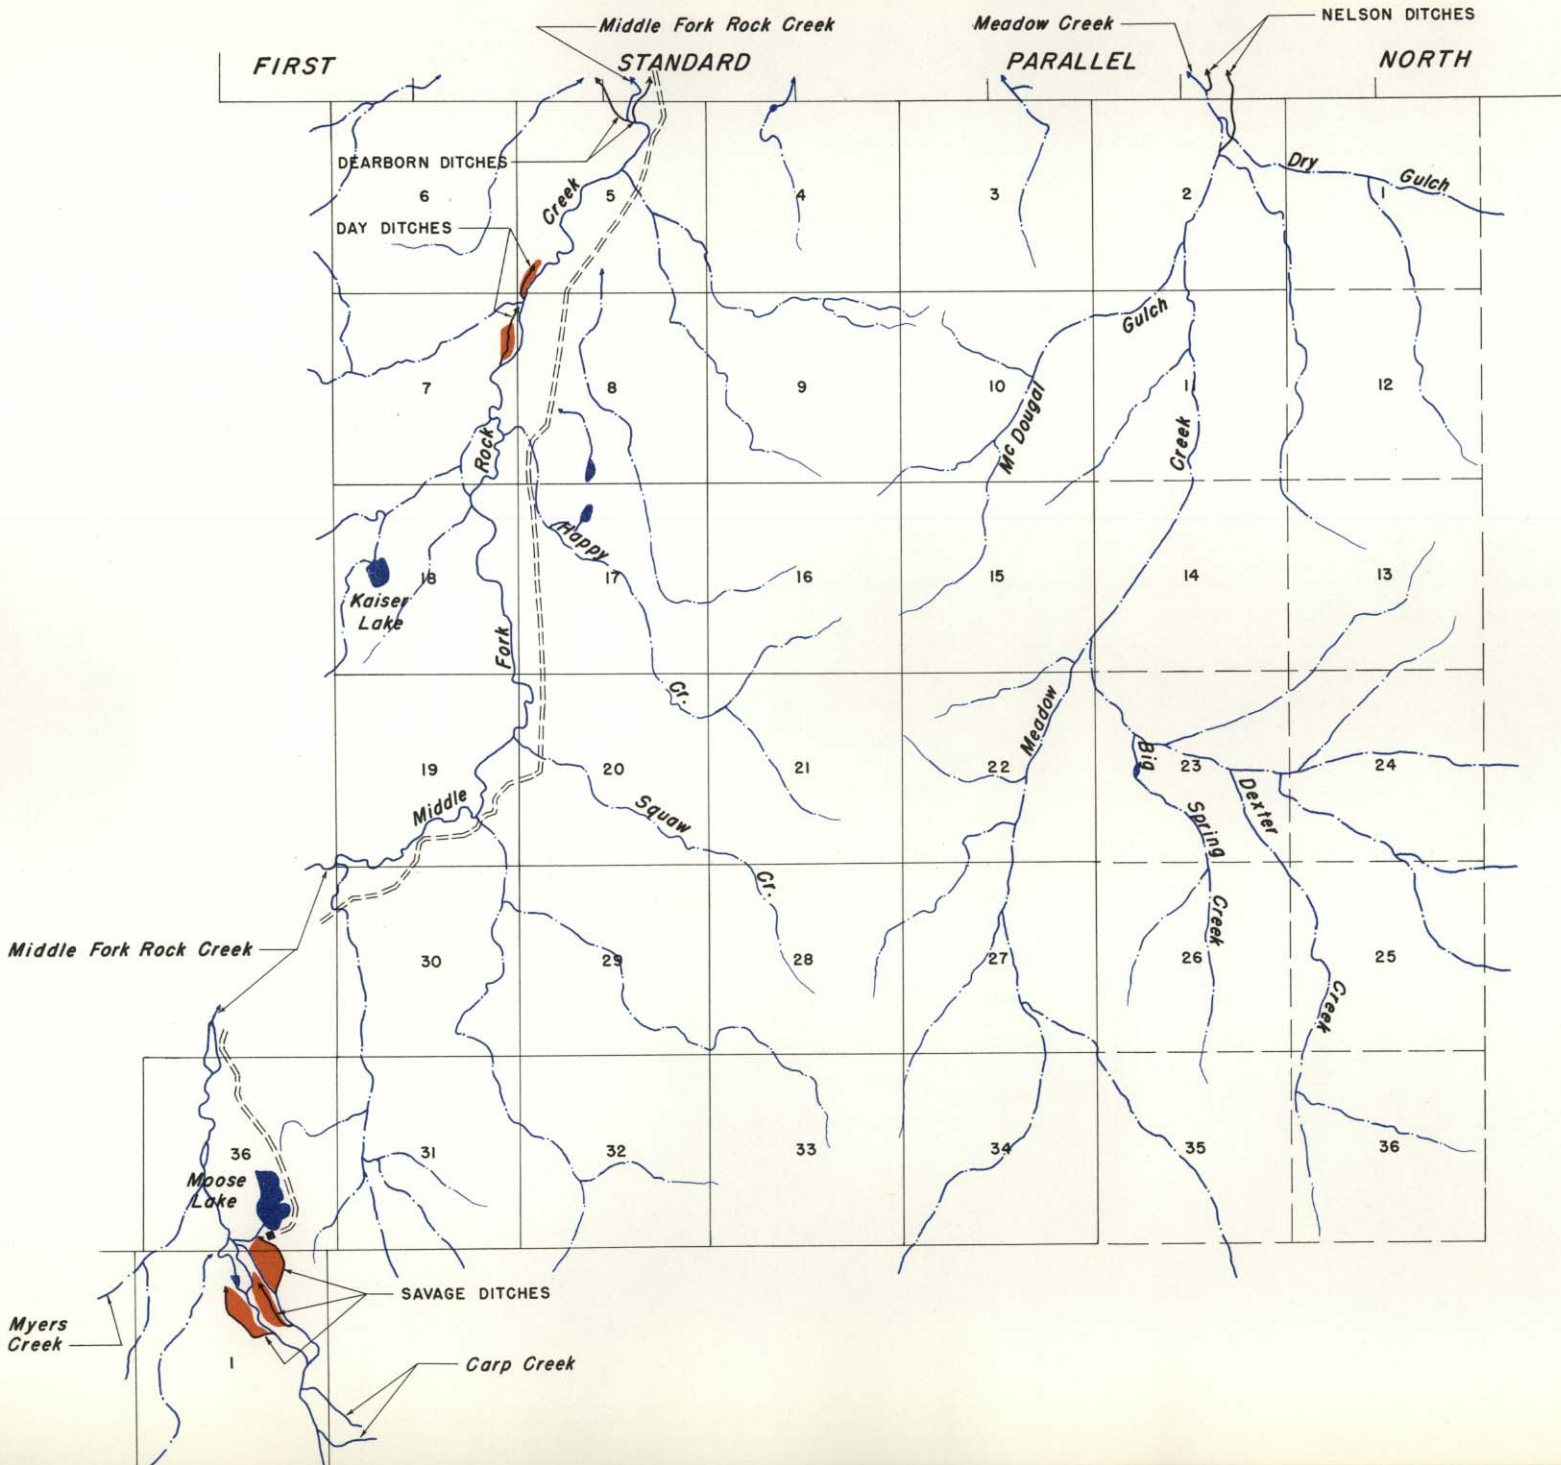 Middle Fork Rock Creek
Meadow Creek
NELSON DITCHES
FIRST STANDARD PARALLEL NORTH
DEARBORN DITCHES
Dry Gulch
6 5 4 3 2 1
Creek
DAY DITCHES
Gulch
7 8 9 10 11 12
McDougal
Creek
Rock
Happy
18 17 16 15 14 13
Kaiser
Lake
Fork
Cr.
Meadow
19 20 21 22 23 24
Big
Middle
Squaw
Dexter
Spring
Cr.
Creek
Middle Fork Rock Creek
30 29 28 27 26 25
Creek
36 31 32 33 34 35 36
Moose
Lake
SAVAGE DITCHES
Myers
Creek
1
Carp Creek